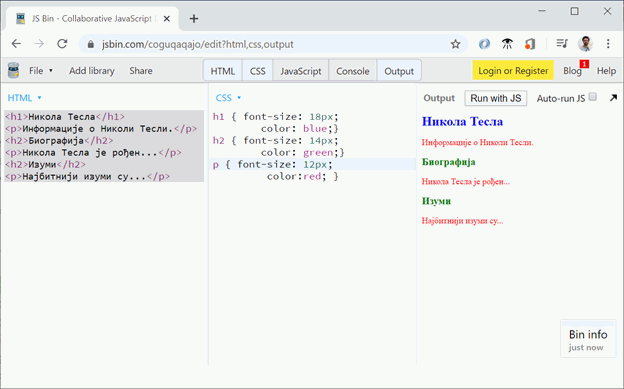 JS Bin - Collaborative JavaScript
jsbin.com/coguqaqajo/edit?html,css,output
File Add library Share HTML CSS JavaScript Console Output Login or Register Blog 1 Help
HTML
<h1>Никола Тесла</h1>
<p>Информације о Николи Тесли.</p>
<h2>Биографија</h2>
<p>Никола Тесла је рођен...</p>
<h2>Изуми</h2>
<p>Најбитнији изуми су...</p>
CSS
h1 { font-size: 18px;
color: blue;}
h2 { font-size: 14px;
color: green;}
p { font-size: 12px;
color:red; }
Output Run with JS Auto-run JS
Никола Тесла
Информације о Николи Тесли.
Биографија
Никола Тесла је рођен...
Изуми
Најбитнији изуми су...
Bin info
just now